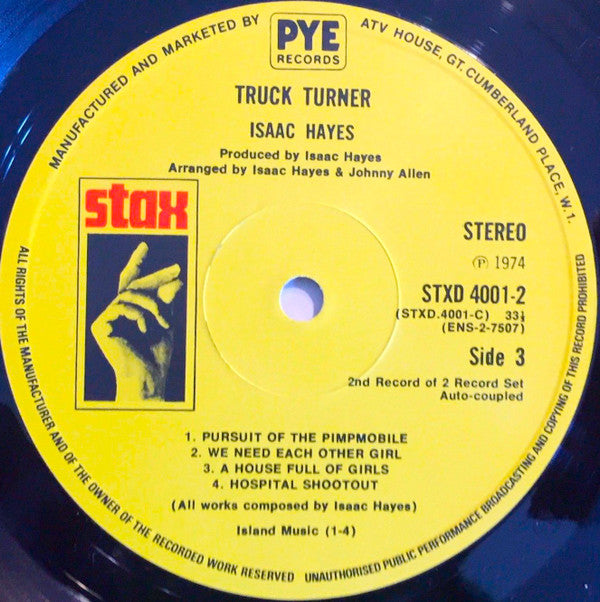 MANUFACTURED AND MARKETED BY
PYE
RECORDS
ATV HOUSE, GT. CUMBERLAND PLACE, W.1.
TRUCK TURNER
ISAAC HAYES
Produced by Isaac Hayes
Arranged by Isaac Hayes & Johnny Allen
stax
STEREO
Ⓟ 1974
STXD 4001-2
(STXD.4001-C) 33⅓
(ENS-2-7507)
Side 3
2nd Record of 2 Record Set
Auto-coupled
1. PURSUIT OF THE PIMPMOBILE
2. WE NEED EACH OTHER GIRL
3. A HOUSE FULL OF GIRLS
4. HOSPITAL SHOOTOUT
(All works composed by Isaac Hayes)
Island Music (1-4)
ALL RIGHTS OF THE MANUFACTURER AND OF THE OWNER OF THE RECORDED WORK RESERVED UNAUTHORISED PUBLIC PERFORMANCE BROADCASTING AND COPYING OF THIS RECORD PROHIBITED